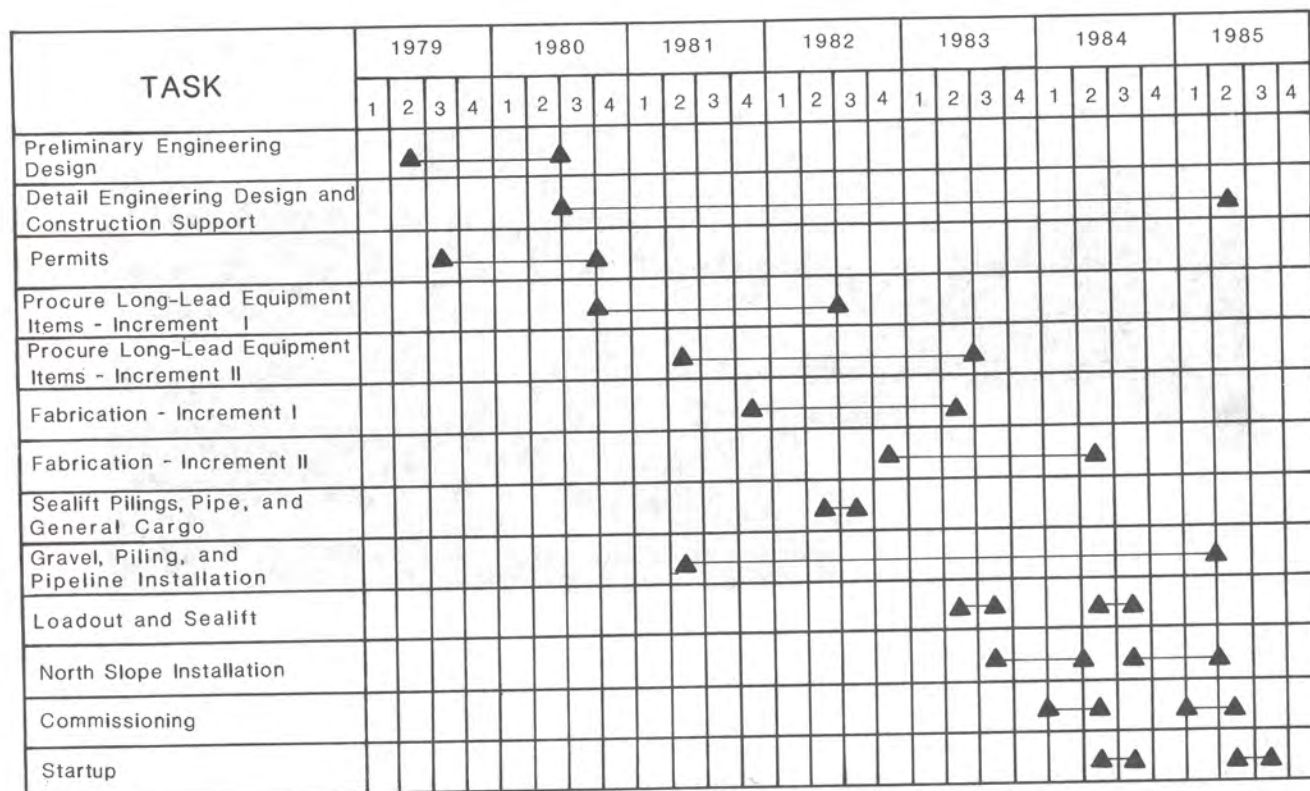 TASK
1979 1980 1981 1982 1983 1984 1985
1 2 3 4 1 2 3 4 1 2 3 4 1 2 3 4 1 2 3 4 1 2 3 4 1 2 3 4
Preliminary Engineering
Design
Detail Engineering Design and
Construction Support
Permits
Procure Long-Lead Equipment
Items - Increment I
Procure Long-Lead Equipment
Items - Increment II
Fabrication - Increment I
Fabrication - Increment II
Sealift Pilings, Pipe, and
General Cargo
Gravel, Piling, and
Pipeline Installation
Loadout and Sealift
North Slope Installation
Commissioning
Startup